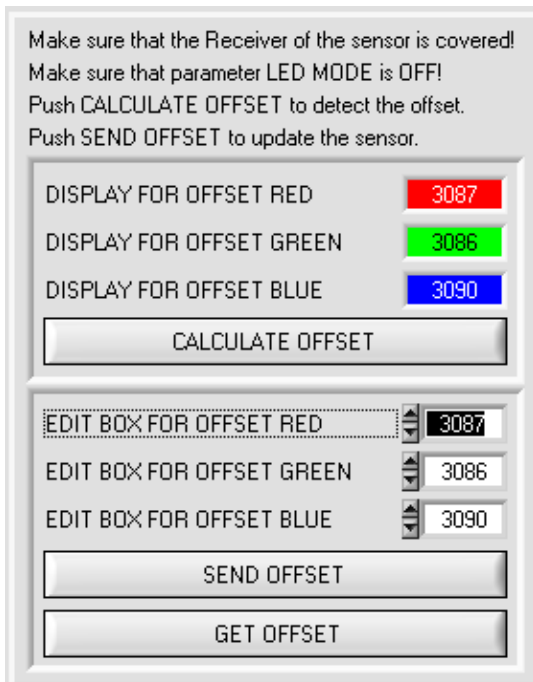 Make sure that the Receiver of the sensor is covered!
Make sure that parameter LED MODE is OFF!
Push CALCULATE OFFSET to detect the offset.
Push SEND OFFSET to update the sensor.
DISPLAY FOR OFFSET RED 3087
DISPLAY FOR OFFSET GREEN 3086
DISPLAY FOR OFFSET BLUE 3090
CALCULATE OFFSET
EDIT BOX FOR OFFSET RED 3087
EDIT BOX FOR OFFSET GREEN 3086
EDIT BOX FOR OFFSET BLUE 3090
SEND OFFSET
GET OFFSET